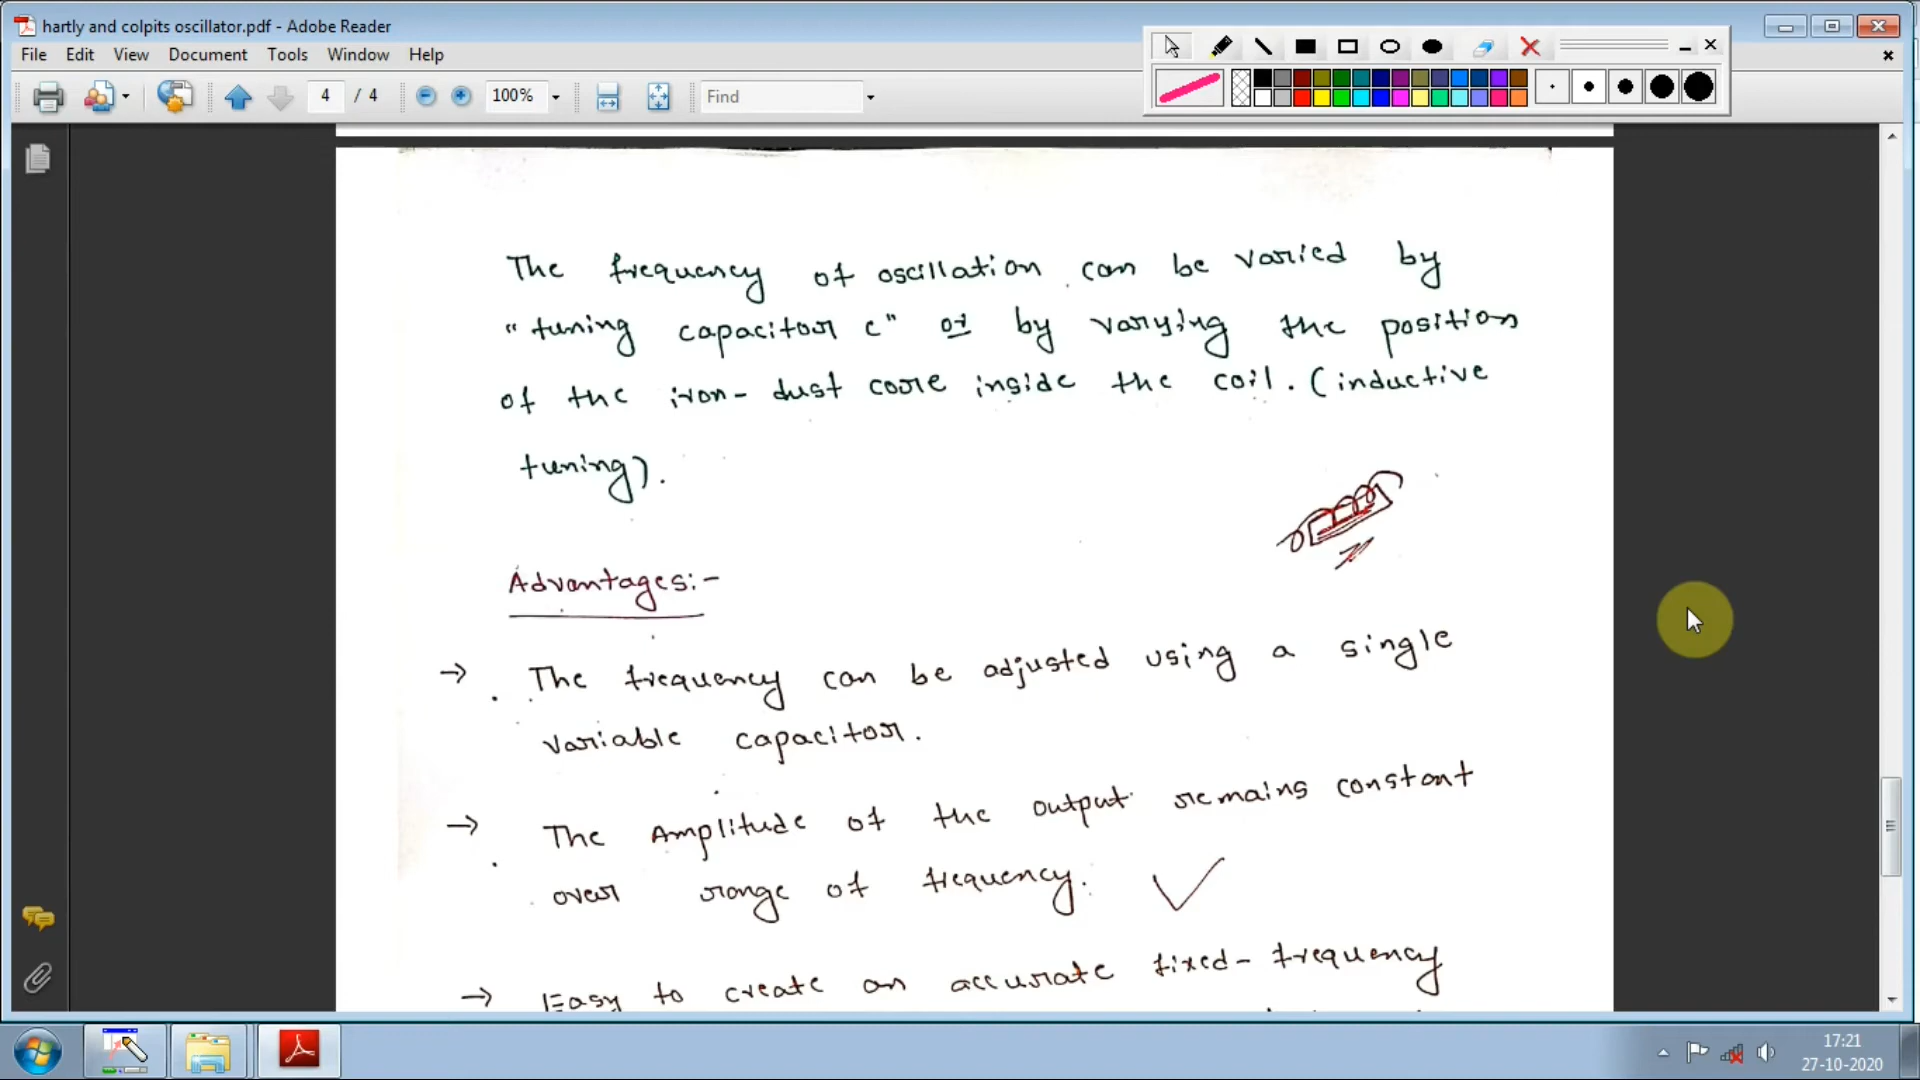 hartly and colpits oscillator.pdf - Adobe Reader
File Edit View Document Tools Window Help
4 / 4 100% Find
The frequency of oscillation can be varied by
"tuning capacitor c" or by varying the position
of the iron-dust core inside the coil. (inductive
tuning).
Advantages:-
→ The frequency can be adjusted using a single
variable capacitor.
→ The Amplitude of the output remains constant
over range of frequency.
→ Easy to create an accurate fixed-frequency
17:21
27-10-2020